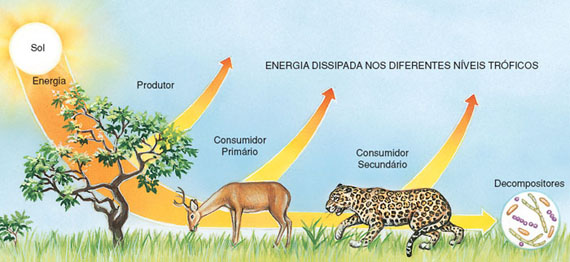 Sol
Energia
Produtor
ENERGIA DISSIPADA NOS DIFERENTES NÍVEIS TRÓFICOS
Consumidor
Primário
Consumidor
Secundário
Decompositores